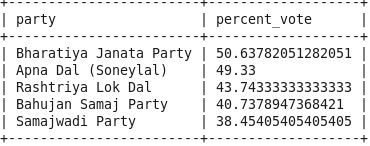 +-----------------------+-------------------+
| party | percent_vote |
+-----------------------+-------------------+
| Bharatiya Janata Party | 50.63782051282051 |
| Apna Dal (Soneylal) | 49.33 |
| Rashtriya Lok Dal | 43.74333333333333 |
| Bahujan Samaj Party | 40.7378947368421 |
| Samajwadi Party | 38.45405405405405 |
+-----------------------+-------------------+